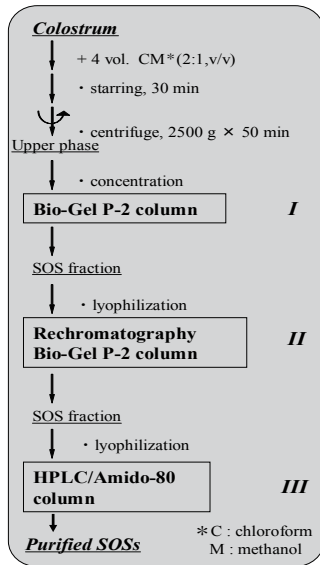 Colostrum
+ 4 vol. CM*(2:1,v/v)
・starring, 30 min
・centrifuge, 2500 g × 50 min
Upper phase
・concentration
Bio-Gel P-2 column I
SOS fraction
・lyophilization
Rechromatography
Bio-Gel P-2 column II
SOS fraction
・lyophilization
HPLC/Amido-80
column III
*C : chloroform
M : methanol
Purified SOSs